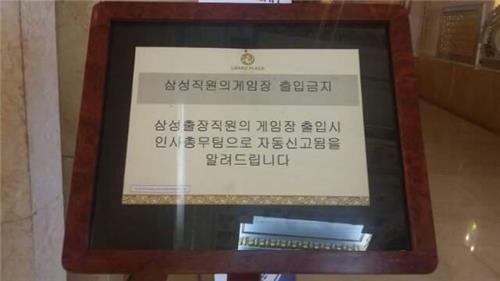 GRAND PLAZA
삼성직원의게임장 출입금지
삼성출장직원의 게임장 출입시
인사총무팀으로 자동신고됨을
알려드립니다